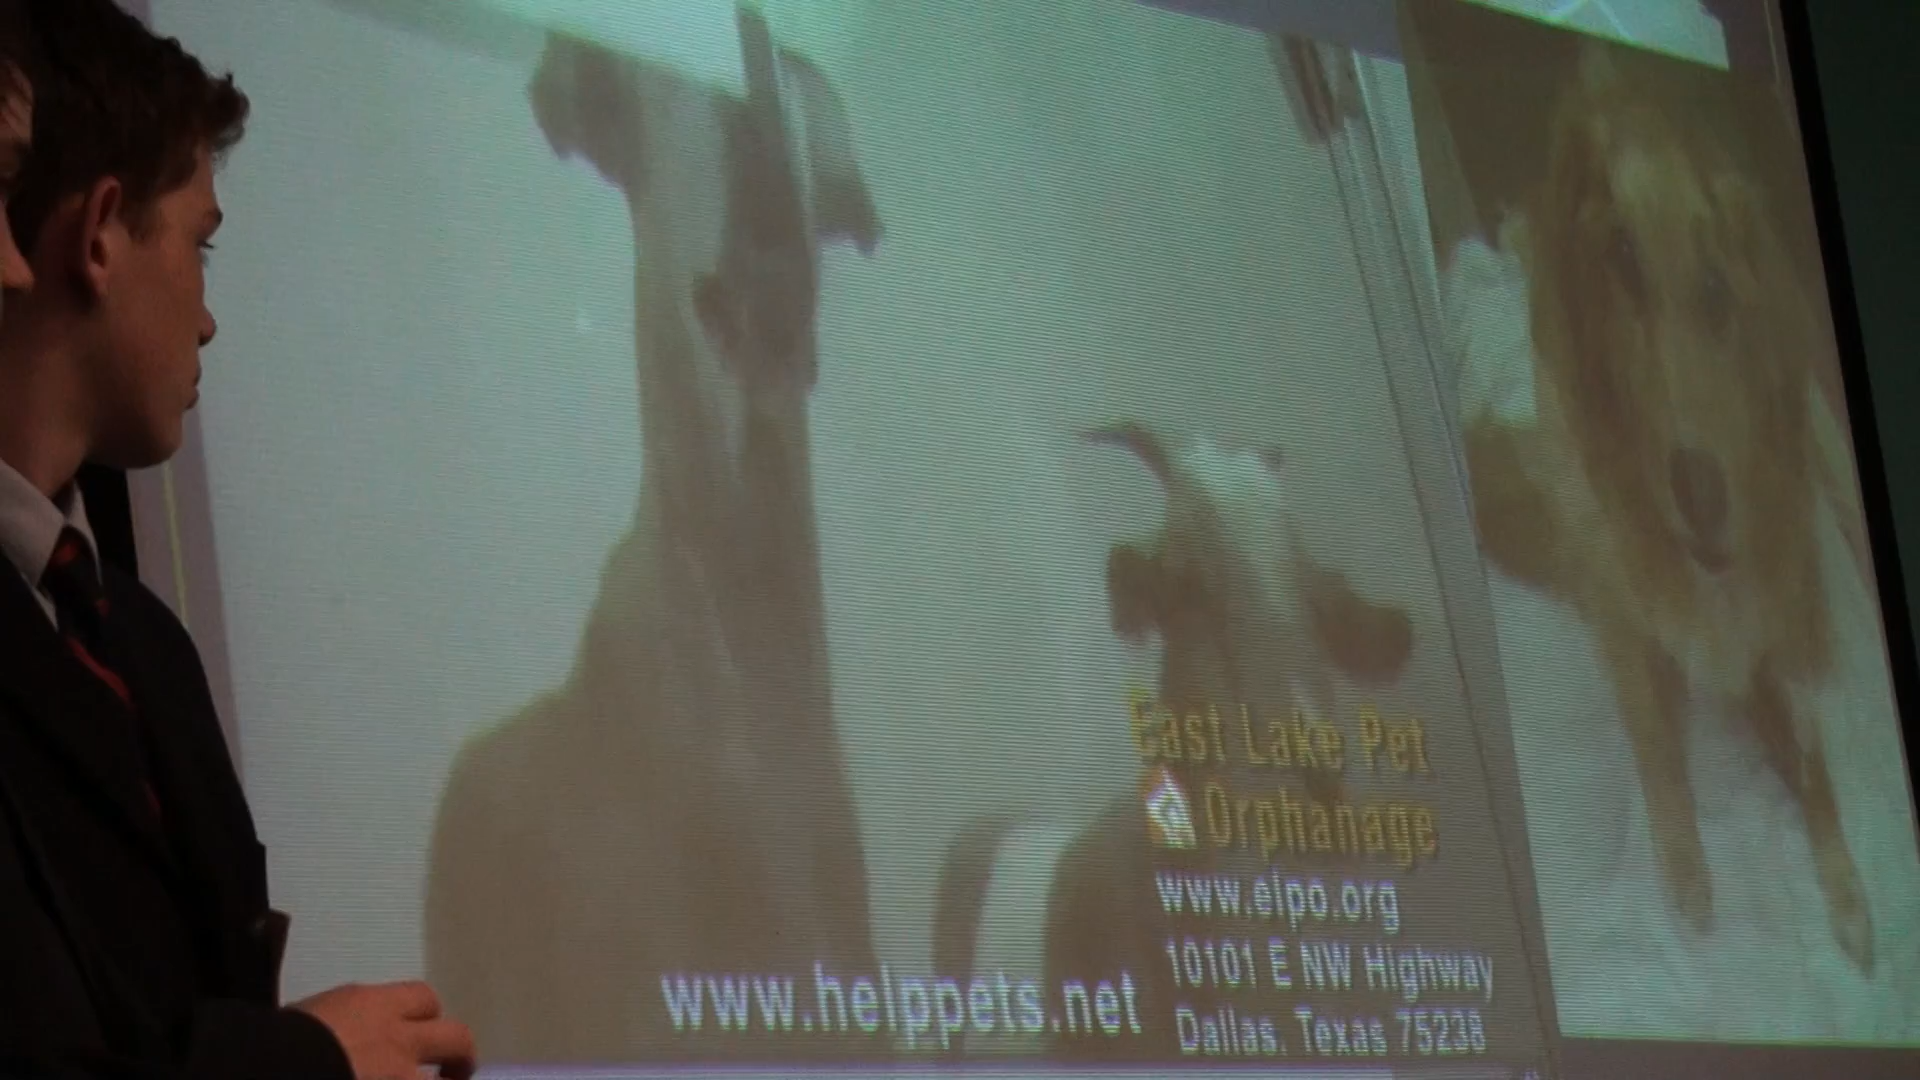 East Lake Pet
Orphanage
www.elpo.org
10101 E NW Highway
Dallas, Texas 75238
www.helppets.net